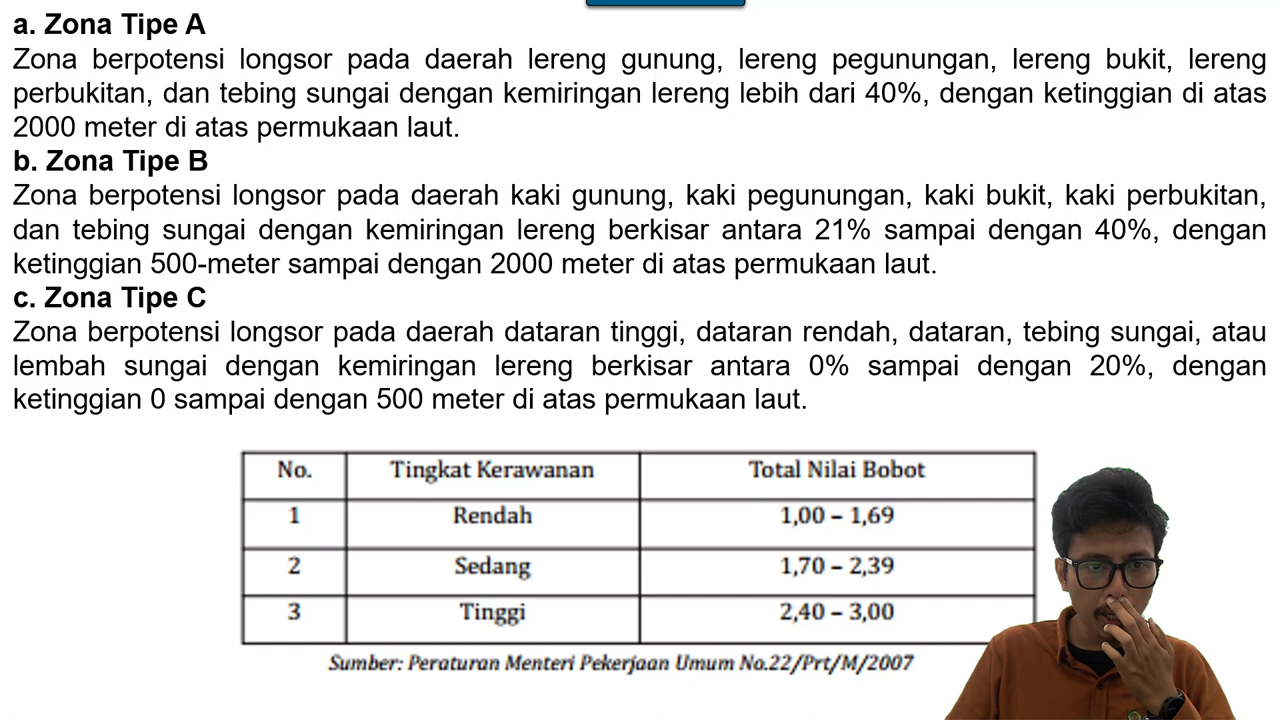 a. Zona Tipe A
Zona berpotensi longsor pada daerah lereng gunung, lereng pegunungan, lereng bukit, lereng
perbukitan, dan tebing sungai dengan kemiringan lereng lebih dari 40%, dengan ketinggian di atas
2000 meter di atas permukaan laut.
b. Zona Tipe B
Zona berpotensi longsor pada daerah kaki gunung, kaki pegunungan, kaki bukit, kaki perbukitan,
dan tebing sungai dengan kemiringan lereng berkisar antara 21% sampai dengan 40%, dengan
ketinggian 500-meter sampai dengan 2000 meter di atas permukaan laut.
c. Zona Tipe C
Zona berpotensi longsor pada daerah dataran tinggi, dataran rendah, dataran, tebing sungai, atau
lembah sungai dengan kemiringan lereng berkisar antara 0% sampai dengan 20%, dengan
ketinggian 0 sampai dengan 500 meter di atas permukaan laut.
No. Tingkat Kerawanan Total Nilai Bobot
1 Rendah 1,00 – 1,69
2 Sedang 1,70 – 2,39
3 Tinggi 2,40 – 3,00
Sumber: Peraturan Menteri Pekerjaan Umum No.22/Prt/M/2007